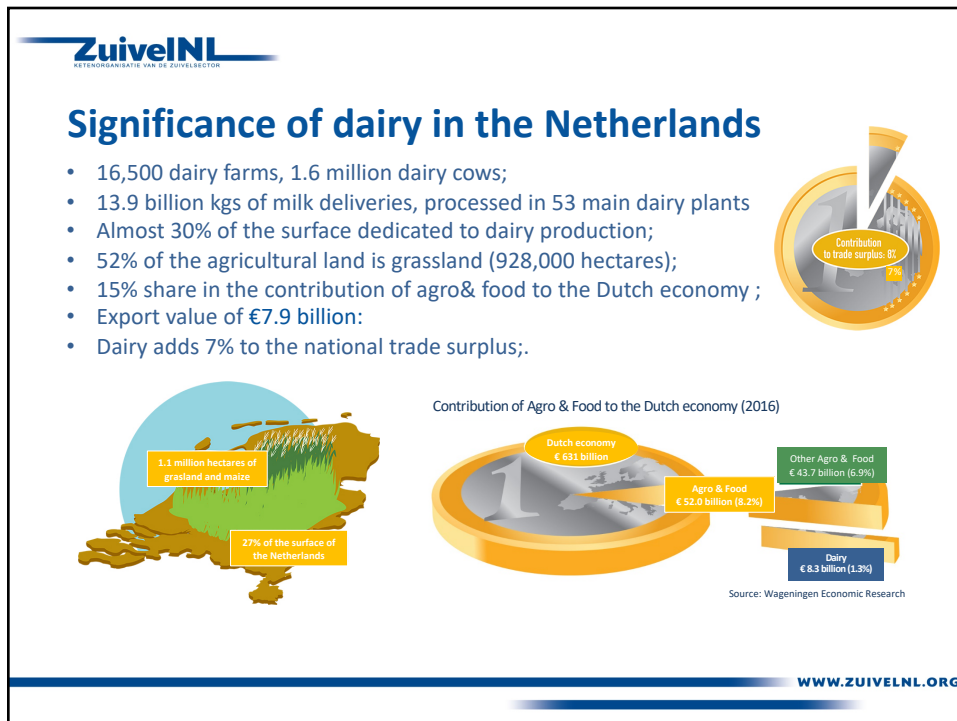 ZuivelNL
KETENORGANISATIE VAN DE ZUIVELSECTOR
Significance of dairy in the Netherlands
• 16,500 dairy farms, 1.6 million dairy cows;
• 13.9 billion kgs of milk deliveries, processed in 53 main dairy plants
• Almost 30% of the surface dedicated to dairy production;
• 52% of the agricultural land is grassland (928,000 hectares);
• 15% share in the contribution of agro& food to the Dutch economy ;
• Export value of €7.9 billion:
• Dairy adds 7% to the national trade surplus;.
1
Contribution
to trade surplus: 8%
7%
1.1 million hectares of
grasland and maize
27% of the surface of
the Netherlands
Contribution of Agro & Food to the Dutch economy (2016)
1
Dutch economy
€ 631 billion
Agro & Food
€ 52.0 billion (8.2%)
Other Agro & Food
€ 43.7 billion (6.9%)
Dairy
€ 8.3 billion (1.3%)
Source: Wageningen Economic Research
WWW.ZUIVELNL.ORG